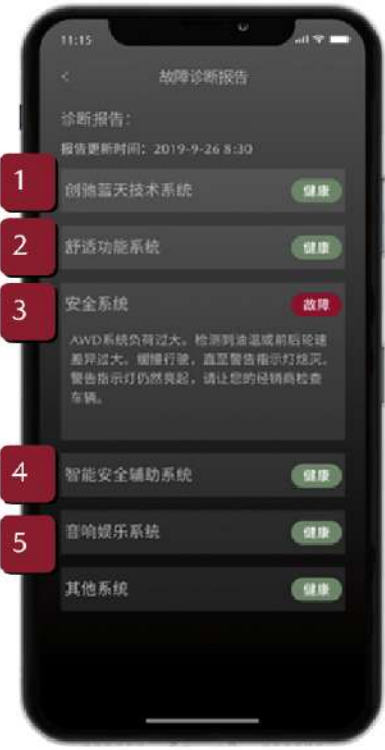 11:15
故障诊断报告
诊断报告:
报告更新时间: 2019-9-26 8:30
1
创驰蓝天技术系统 健康
2
舒适功能系统 健康
3
安全系统 故障
AWD系统负荷过大。检测到油温或前后轮速
差异过大。缓慢行驶,直至警告指示灯熄灭。
警告指示灯仍然亮起,请让您的经销商检查
车辆。
4
智能安全辅助系统 健康
5
音响娱乐系统 健康
其他系统 健康